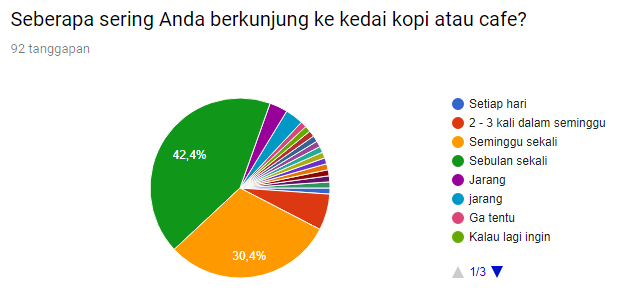 Seberapa sering Anda berkunjung ke kedai kopi atau cafe?
92 tanggapan
42,4%
30,4%
Setiap hari
2 - 3 kali dalam seminggu
Seminggu sekali
Sebulan sekali
Jarang
jarang
Ga tentu
Kalau lagi ingin
1/3